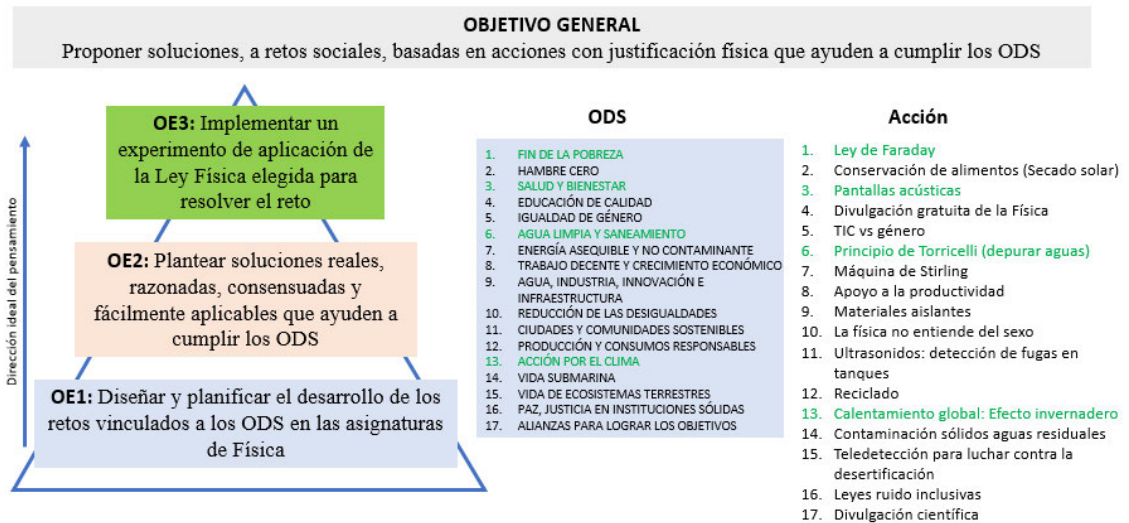 OBJETIVO GENERAL
Proponer soluciones, a retos sociales, basadas en acciones con justificación física que ayuden a cumplir los ODS
Dirección ideal del pensamiento
OE3: Implementar un
experimento de aplicación de
la Ley Física elegida para
resolver el reto
OE2: Plantear soluciones reales,
razonadas, consensuadas y
fácilmente aplicables que ayuden a
cumplir los ODS
OE1: Diseñar y planificar el desarrollo de los
retos vinculados a los ODS en las asignaturas
de Física
ODS
1. FIN DE LA POBREZA
2. HAMBRE CERO
3. SALUD Y BIENESTAR
4. EDUCACIÓN DE CALIDAD
5. IGUALDAD DE GÉNERO
6. AGUA LIMPIA Y SANEAMIENTO
7. ENERGÍA ASEQUIBLE Y NO CONTAMINANTE
8. TRABAJO DECENTE Y CRECIMIENTO ECONÓMICO
9. AGUA, INDUSTRIA, INNOVACIÓN E
INFRAESTRUCTURA
10. REDUCCIÓN DE LAS DESIGUALDADES
11. CIUDADES Y COMUNIDADES SOSTENIBLES
12. PRODUCCIÓN Y CONSUMOS RESPONSABLES
13. ACCIÓN POR EL CLIMA
14. VIDA SUBMARINA
15. VIDA DE ECOSISTEMAS TERRESTRES
16. PAZ, JUSTICIA EN INSTITUCIONES SÓLIDAS
17. ALIANZAS PARA LOGRAR LOS OBJETIVOS
Acción
1. Ley de Faraday
2. Conservación de alimentos (Secado solar)
3. Pantallas acústicas
4. Divulgación gratuita de la Física
5. TIC vs género
6. Principio de Torricelli (depurar aguas)
7. Máquina de Stirling
8. Apoyo a la productividad
9. Materiales aislantes
10. La física no entiende del sexo
11. Ultrasonidos: detección de fugas en
tanques
12. Reciclado
13. Calentamiento global: Efecto invernadero
14. Contaminación sólidos aguas residuales
15. Teledetección para luchar contra la
desertificación
16. Leyes ruido inclusivas
17. Divulgación científica